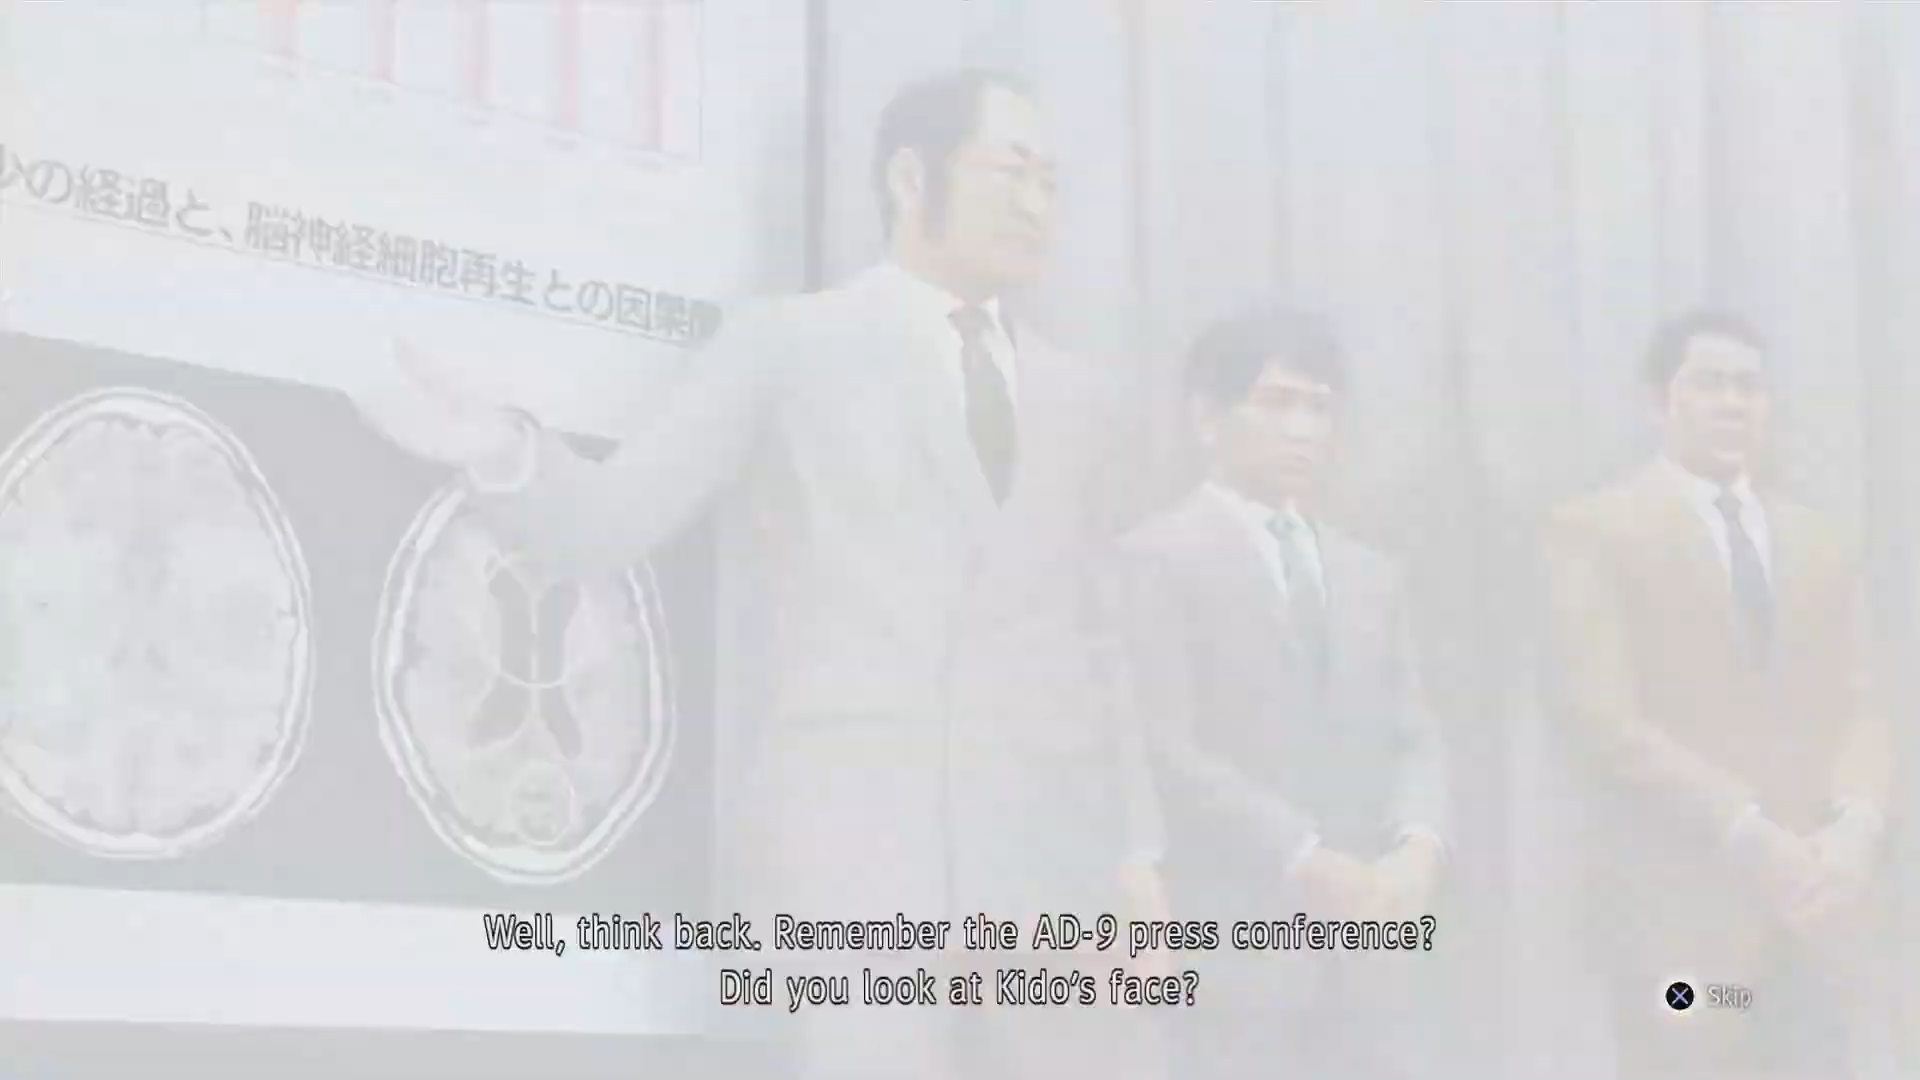 少の経過と、脳神経細胞再生との因果関
Well, think back. Remember the AD-9 press conference?
Did you look at Kido's face?
Skip